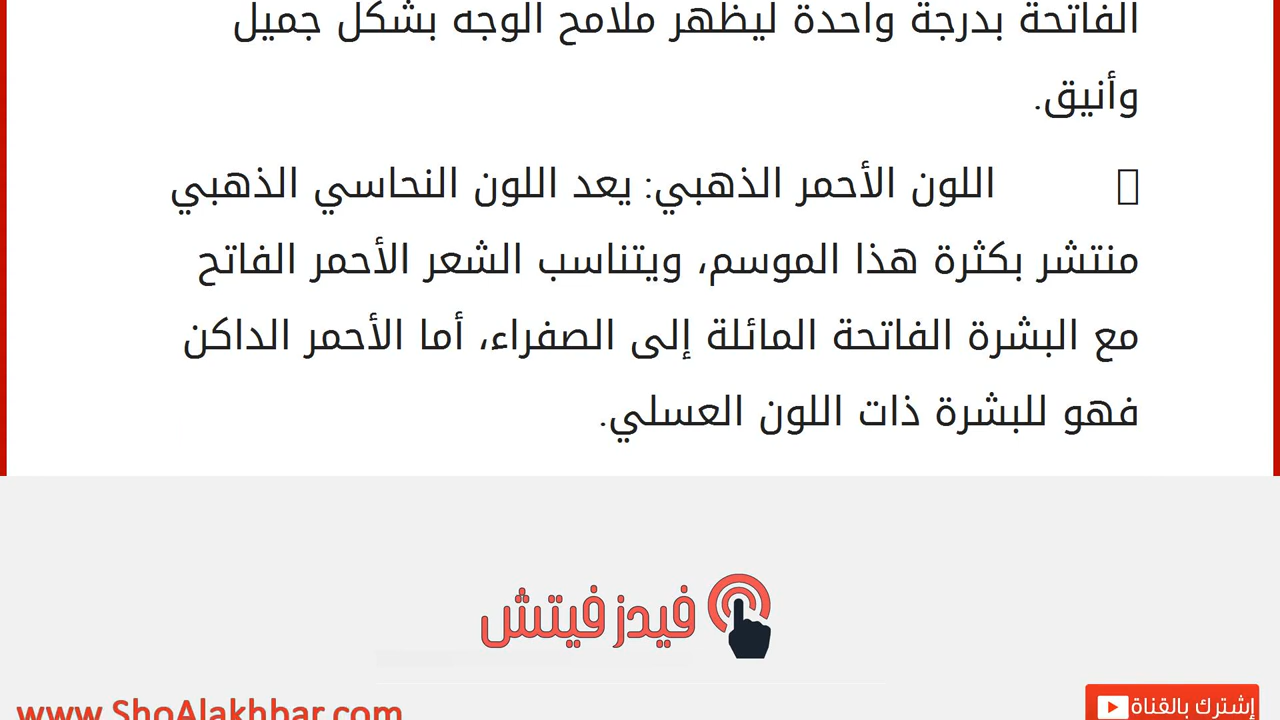 الفاتحة بدرجة واحدة ليظهر ملامح الوجه بشكل جميل
وأنيق.
اللون الأحمر الذهبي: يعد اللون النحاسي الذهبي
منتشر بكثرة هذا الموسم، ويتناسب الشعر الأحمر الفاتح
مع البشرة الفاتحة المائلة إلى الصفراء، أما الأحمر الداكن
فهو للبشرة ذات اللون العسلي.
فيدز فيتش
www.ShoAlakhbar.com
إشترك بالقناة